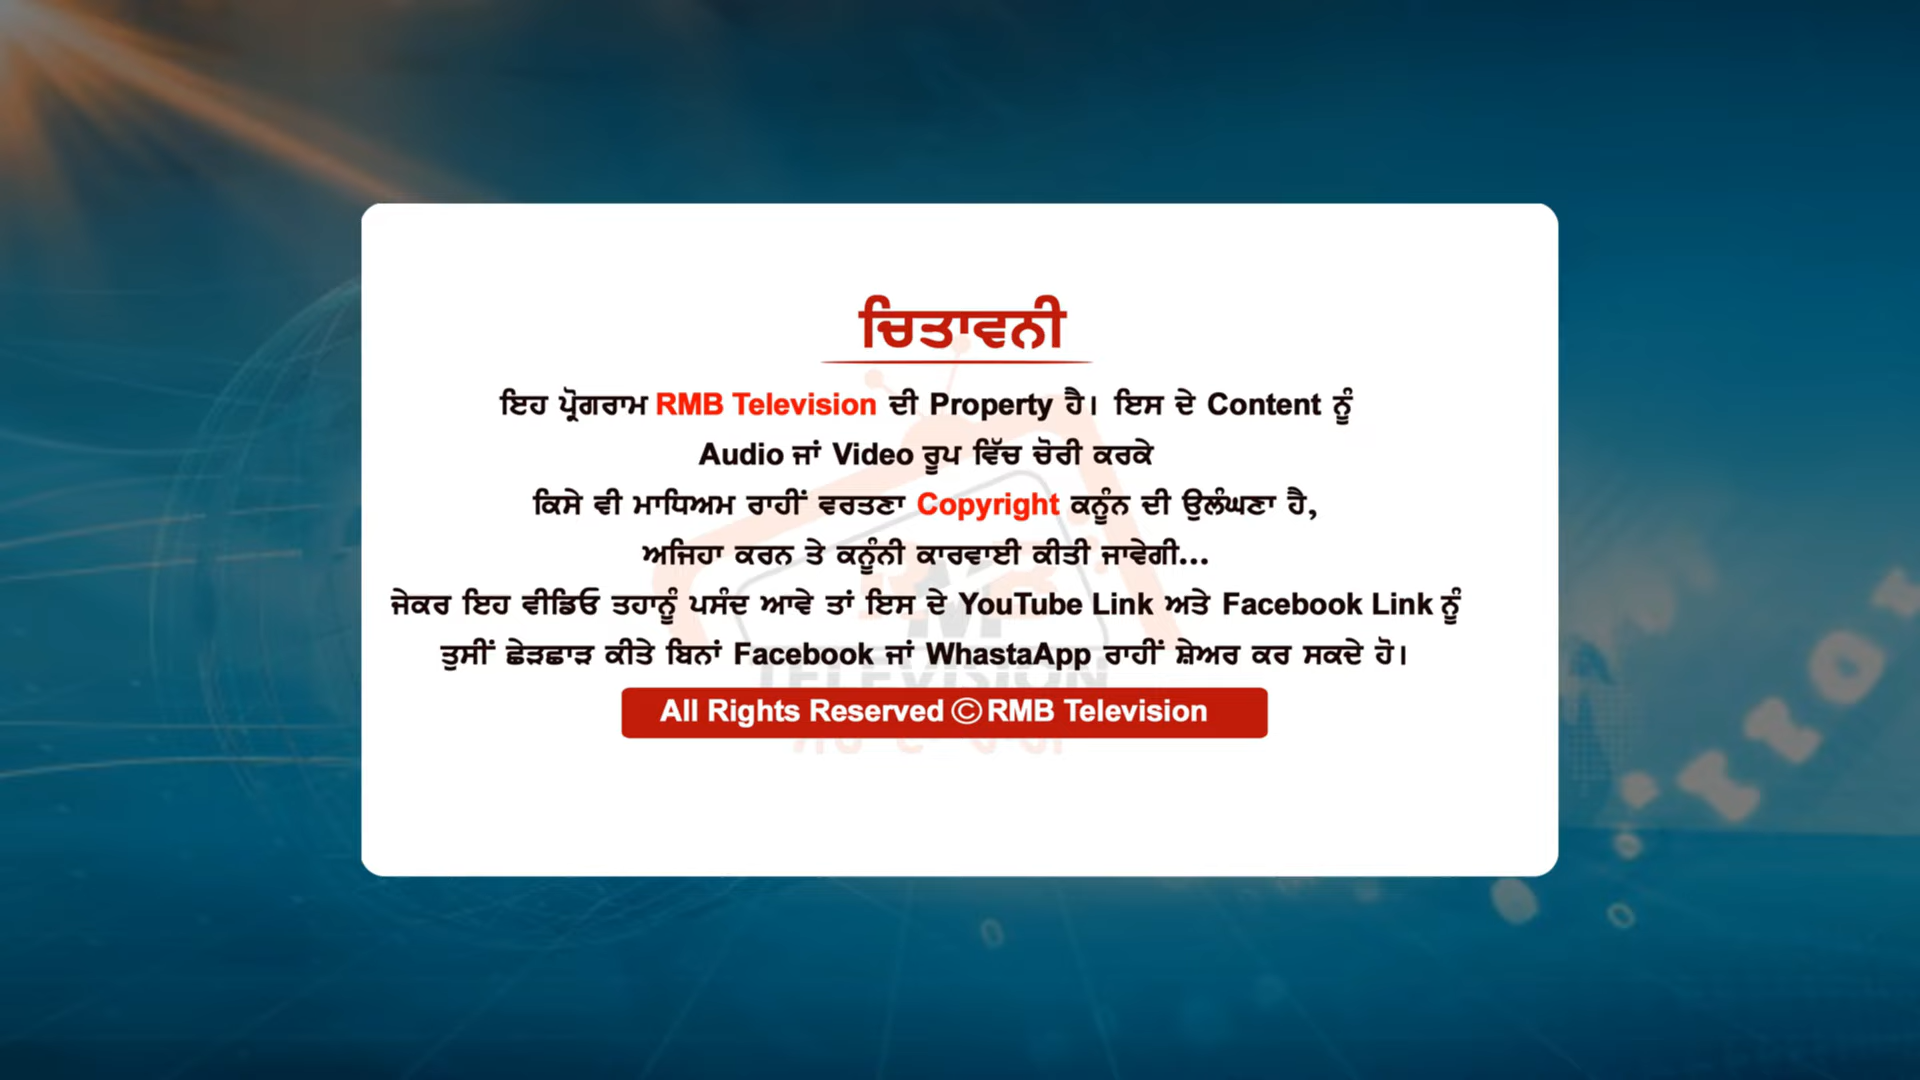 ਚਿਤਾਵਨੀ
ਇਹ ਪ੍ਰੋਗਰਾਮ RMB Television ਦੀ Property ਹੈ। ਇਸ ਦੇ Content ਨੂੰ
Audio ਜਾਂ Video ਰੂਪ ਵਿੱਚ ਚੋਰੀ ਕਰਕੇ
ਕਿਸੇ ਵੀ ਮਾਧਿਅਮ ਰਾਹੀਂ ਵਰਤਣਾ Copyright ਕਨੂੰਨ ਦੀ ਉਲੰਘਣਾ ਹੈ,
ਅਜਿਹਾ ਕਰਨ ਤੇ ਕਨੂੰਨੀ ਕਾਰਵਾਈ ਕੀਤੀ ਜਾਵੇਗੀ...
ਜੇਕਰ ਇਹ ਵੀਡਿਓ ਤਹਾਨੂੰ ਪਸੰਦ ਆਵੇ ਤਾਂ ਇਸ ਦੇ YouTube Link ਅਤੇ Facebook Link ਨੂੰ
ਤੁਸੀਂ ਛੇੜਛਾੜ ਕੀਤੇ ਬਿਨਾਂ Facebook ਜਾਂ WhastaApp ਰਾਹੀਂ ਸ਼ੇਅਰ ਕਰ ਸਕਦੇ ਹੋ।
TELEVISION
All Rights Reserved © RMB Television